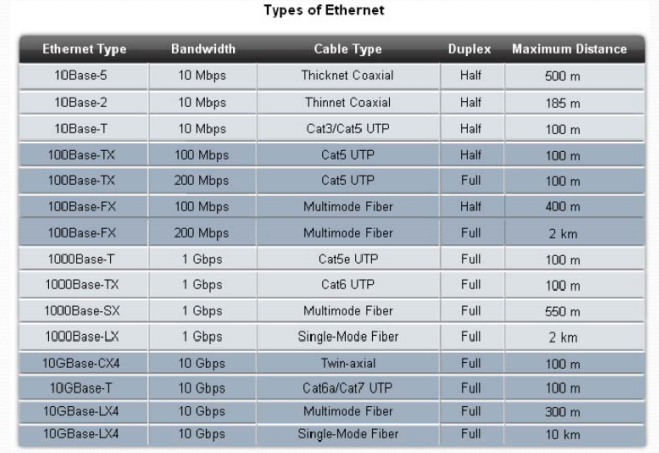 Types of Ethernet
Ethernet Type Bandwidth Cable Type Duplex Maximum Distance
10Base-5 10 Mbps Thicknet Coaxial Half 500 m
10Base-2 10 Mbps Thinnet Coaxial Half 185 m
10Base-T 10 Mbps Cat3/Cat5 UTP Half 100 m
100Base-TX 100 Mbps Cat5 UTP Half 100 m
100Base-TX 200 Mbps Cat5 UTP Full 100 m
100Base-FX 100 Mbps Multimode Fiber Half 400 m
100Base-FX 200 Mbps Multimode Fiber Full 2 km
1000Base-T 1 Gbps Cat5e UTP Full 100 m
1000Base-TX 1 Gbps Cat6 UTP Full 100 m
1000Base-SX 1 Gbps Multimode Fiber Full 550 m
1000Base-LX 1 Gbps Single-Mode Fiber Full 2 km
10GBase-CX4 10 Gbps Twin-axial Full 100 m
10GBase-T 10 Gbps Cat6a/Cat7 UTP Full 100 m
10GBase-LX4 10 Gbps Multimode Fiber Full 300 m
10GBase-LX4 10 Gbps Single-Mode Fiber Full 10 km